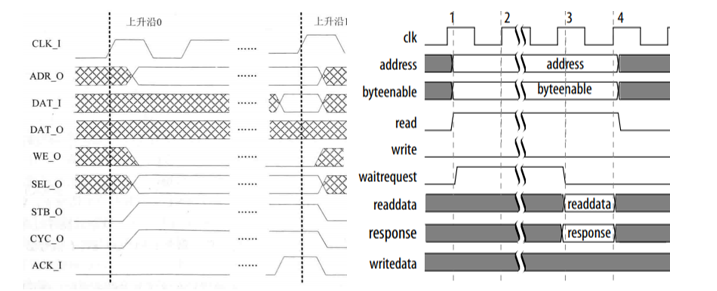 上升沿0
上升沿1
CLK_I
ADR_O
DAT_I
DAT_O
WE_O
SEL_O
STB_O
CYC_O
ACK_I
1 2 3 4
clk
address address
byteenable byteenable
read
write
waitrequest
readdata readdata
response response
writedata